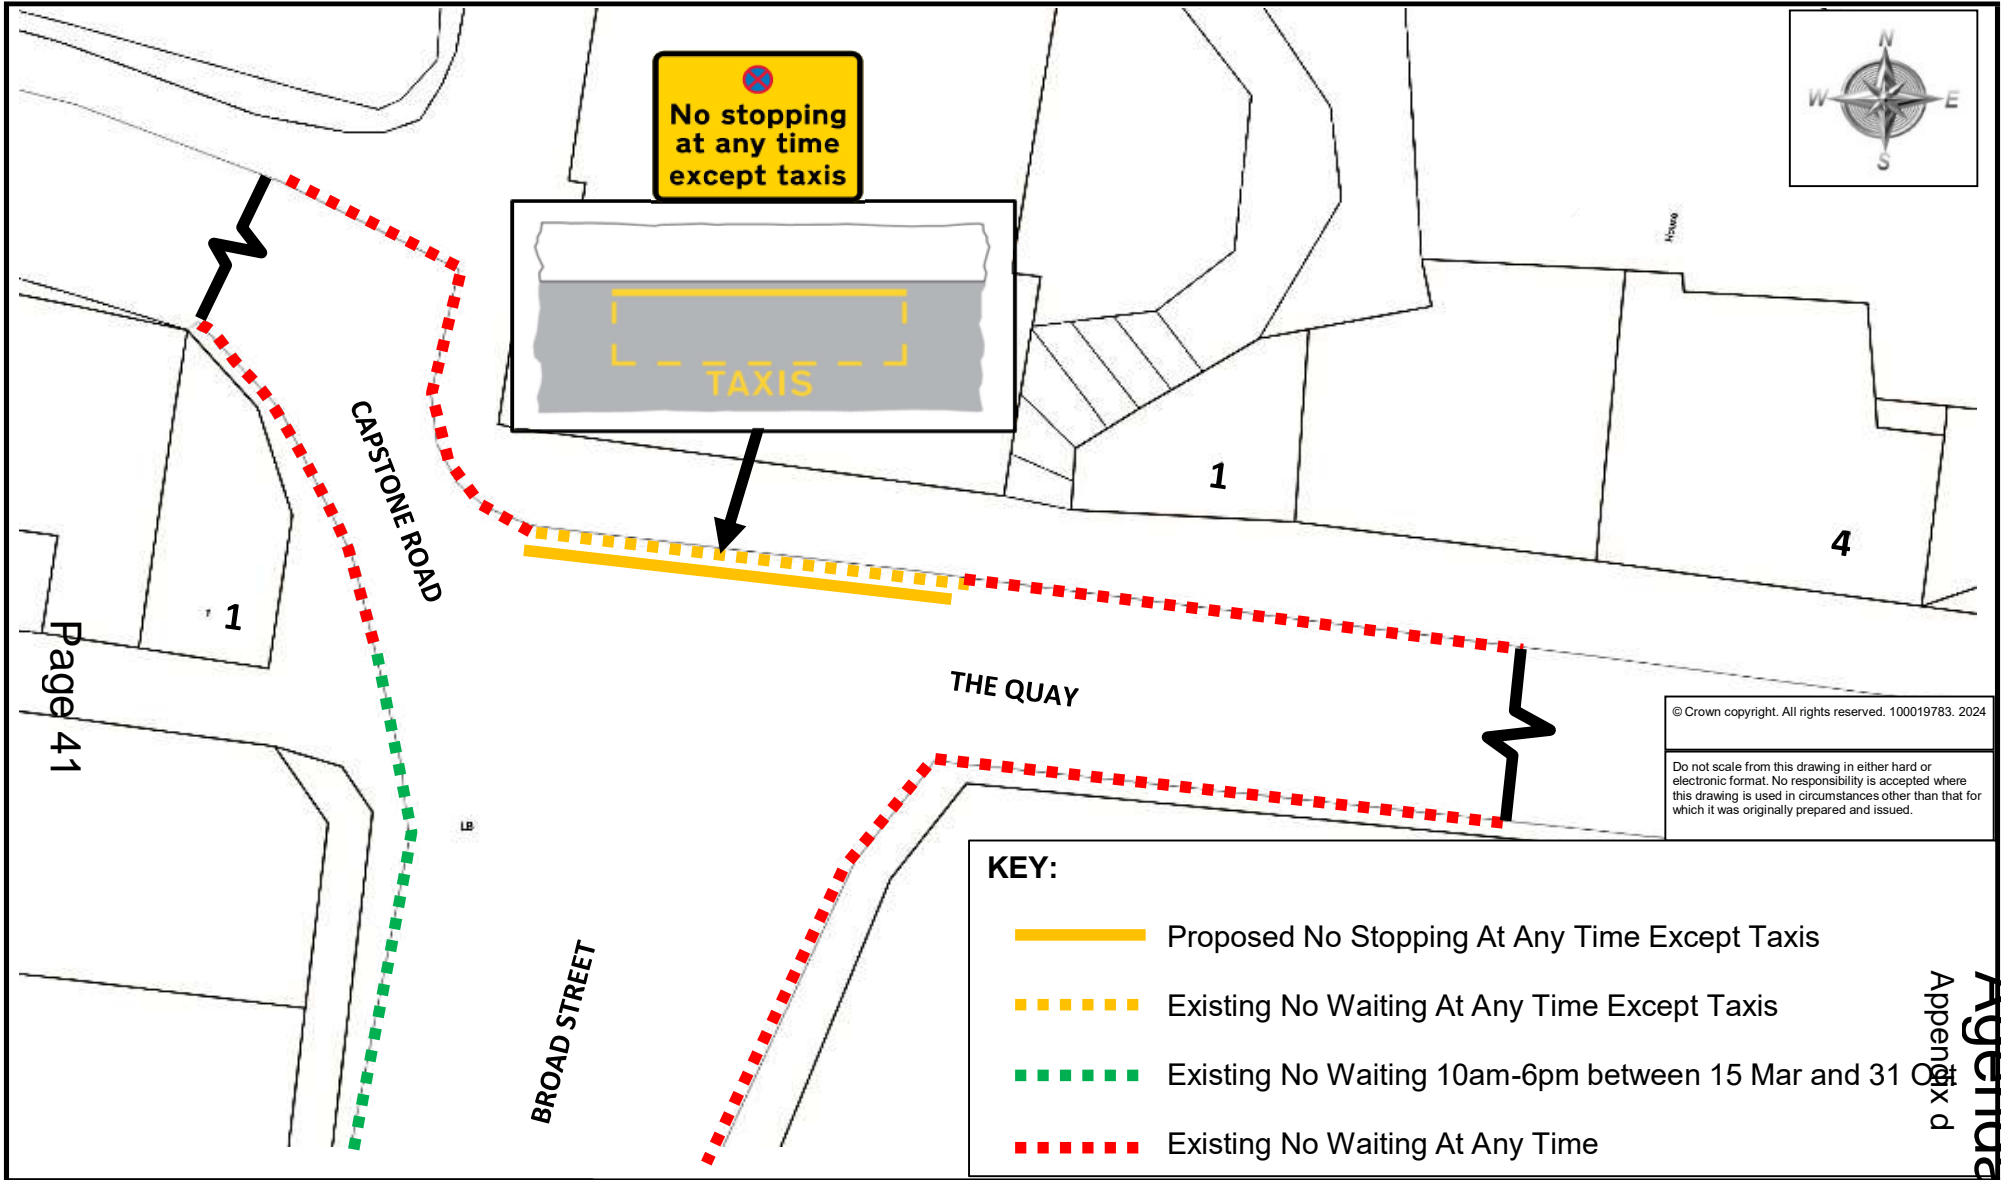 No stopping
at any time
except taxis
TAXIS
N
W
E
S
House
CAPSTONE ROAD
1
4
1
1
THE QUAY
LB
BROAD STREET
Page 41
© Crown copyright. All rights reserved. 100019783. 2024
Do not scale from this drawing in either hard or
electronic format. No responsibility is accepted where
this drawing is used in circumstances other than that for
which it was originally prepared and issued.
KEY:
Proposed No Stopping At Any Time Except Taxis
Existing No Waiting At Any Time Except Taxis
Existing No Waiting 10am-6pm between 15 Mar and 31 Oct
Existing No Waiting At Any Time
Appendix d
Agenda